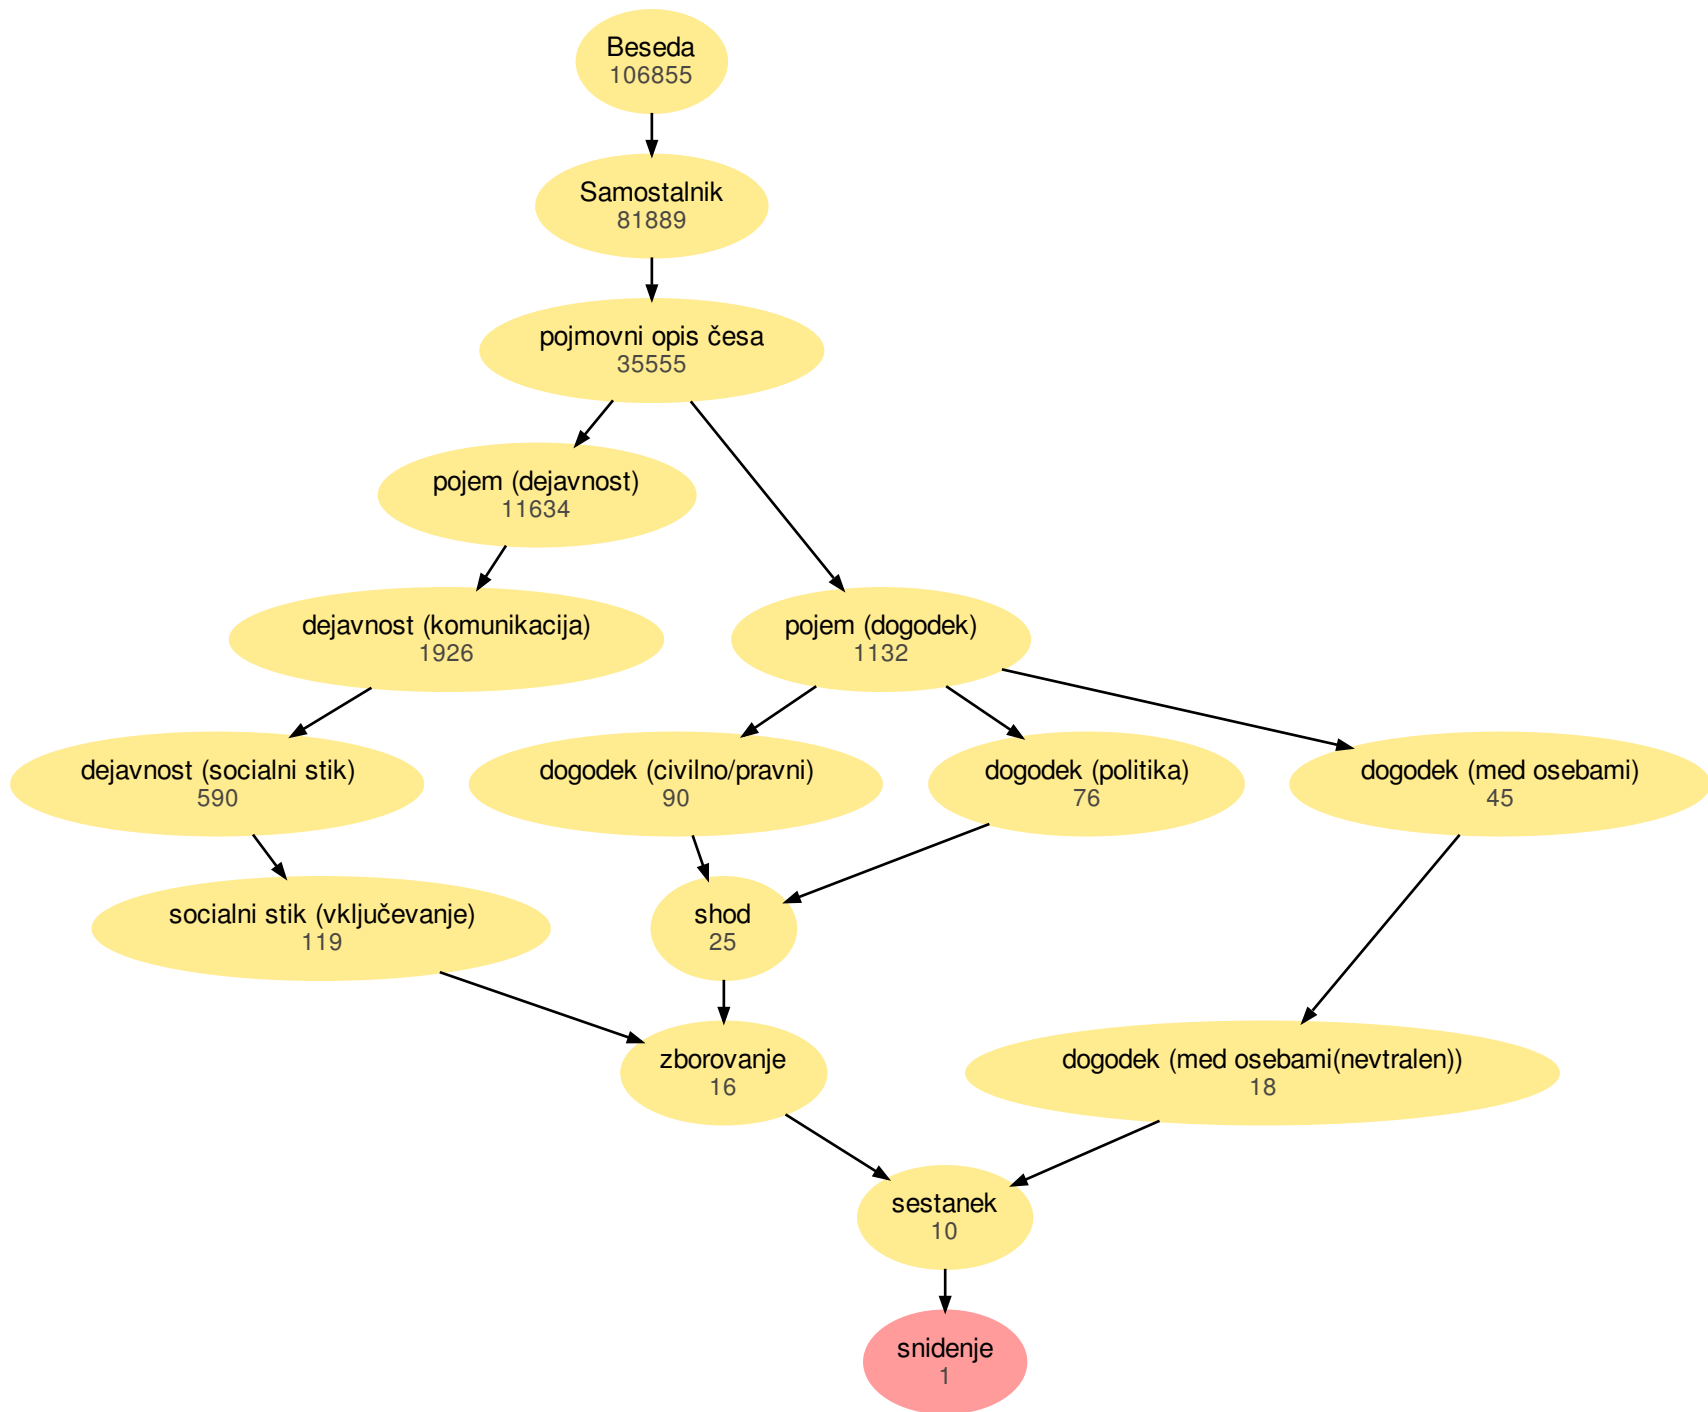 Beseda
106855
Samostalnik
81889
pojmovni opis česa
35555
pojem (dejavnost)
11634
dejavnost (komunikacija)
1926
pojem (dogodek)
1132
dejavnost (socialni stik)
590
dogodek (civilno/pravni)
90
dogodek (politika)
76
dogodek (med osebami)
45
socialni stik (vključevanje)
119
shod
25
zborovanje
16
dogodek (med osebami(nevtralen))
18
sestanek
10
snidenje
1